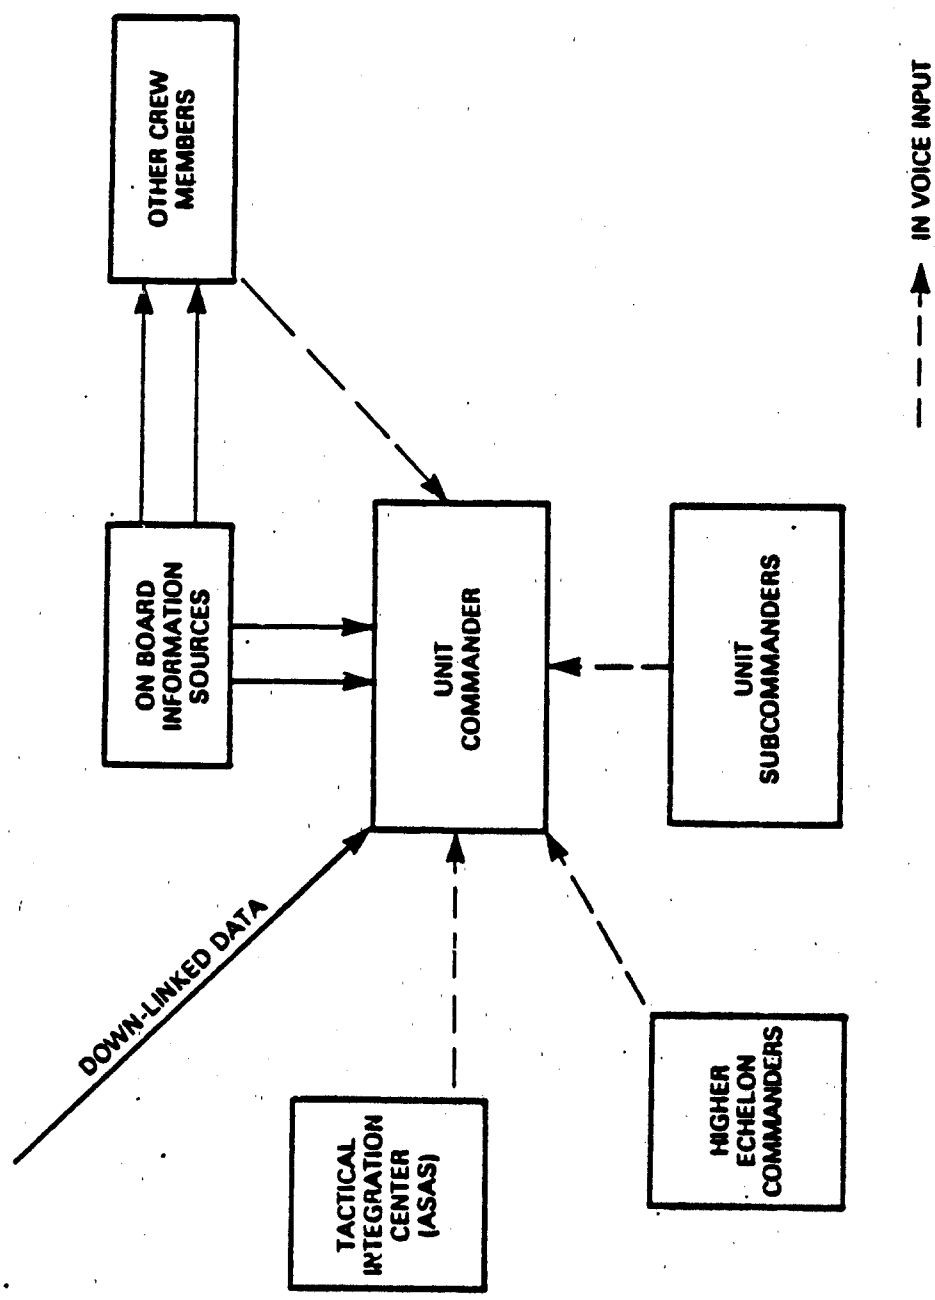 DOWN-LINKED DATA
TACTICAL
INTEGRATION
CENTER
(ASAS)
ON BOARD
INFORMATION
SOURCES
OTHER CREW
MEMBERS
UNIT
COMMANDER
HIGHER
ECHELON
COMMANDERS
UNIT
SUBCOMMANDERS
IN VOICE INPUT